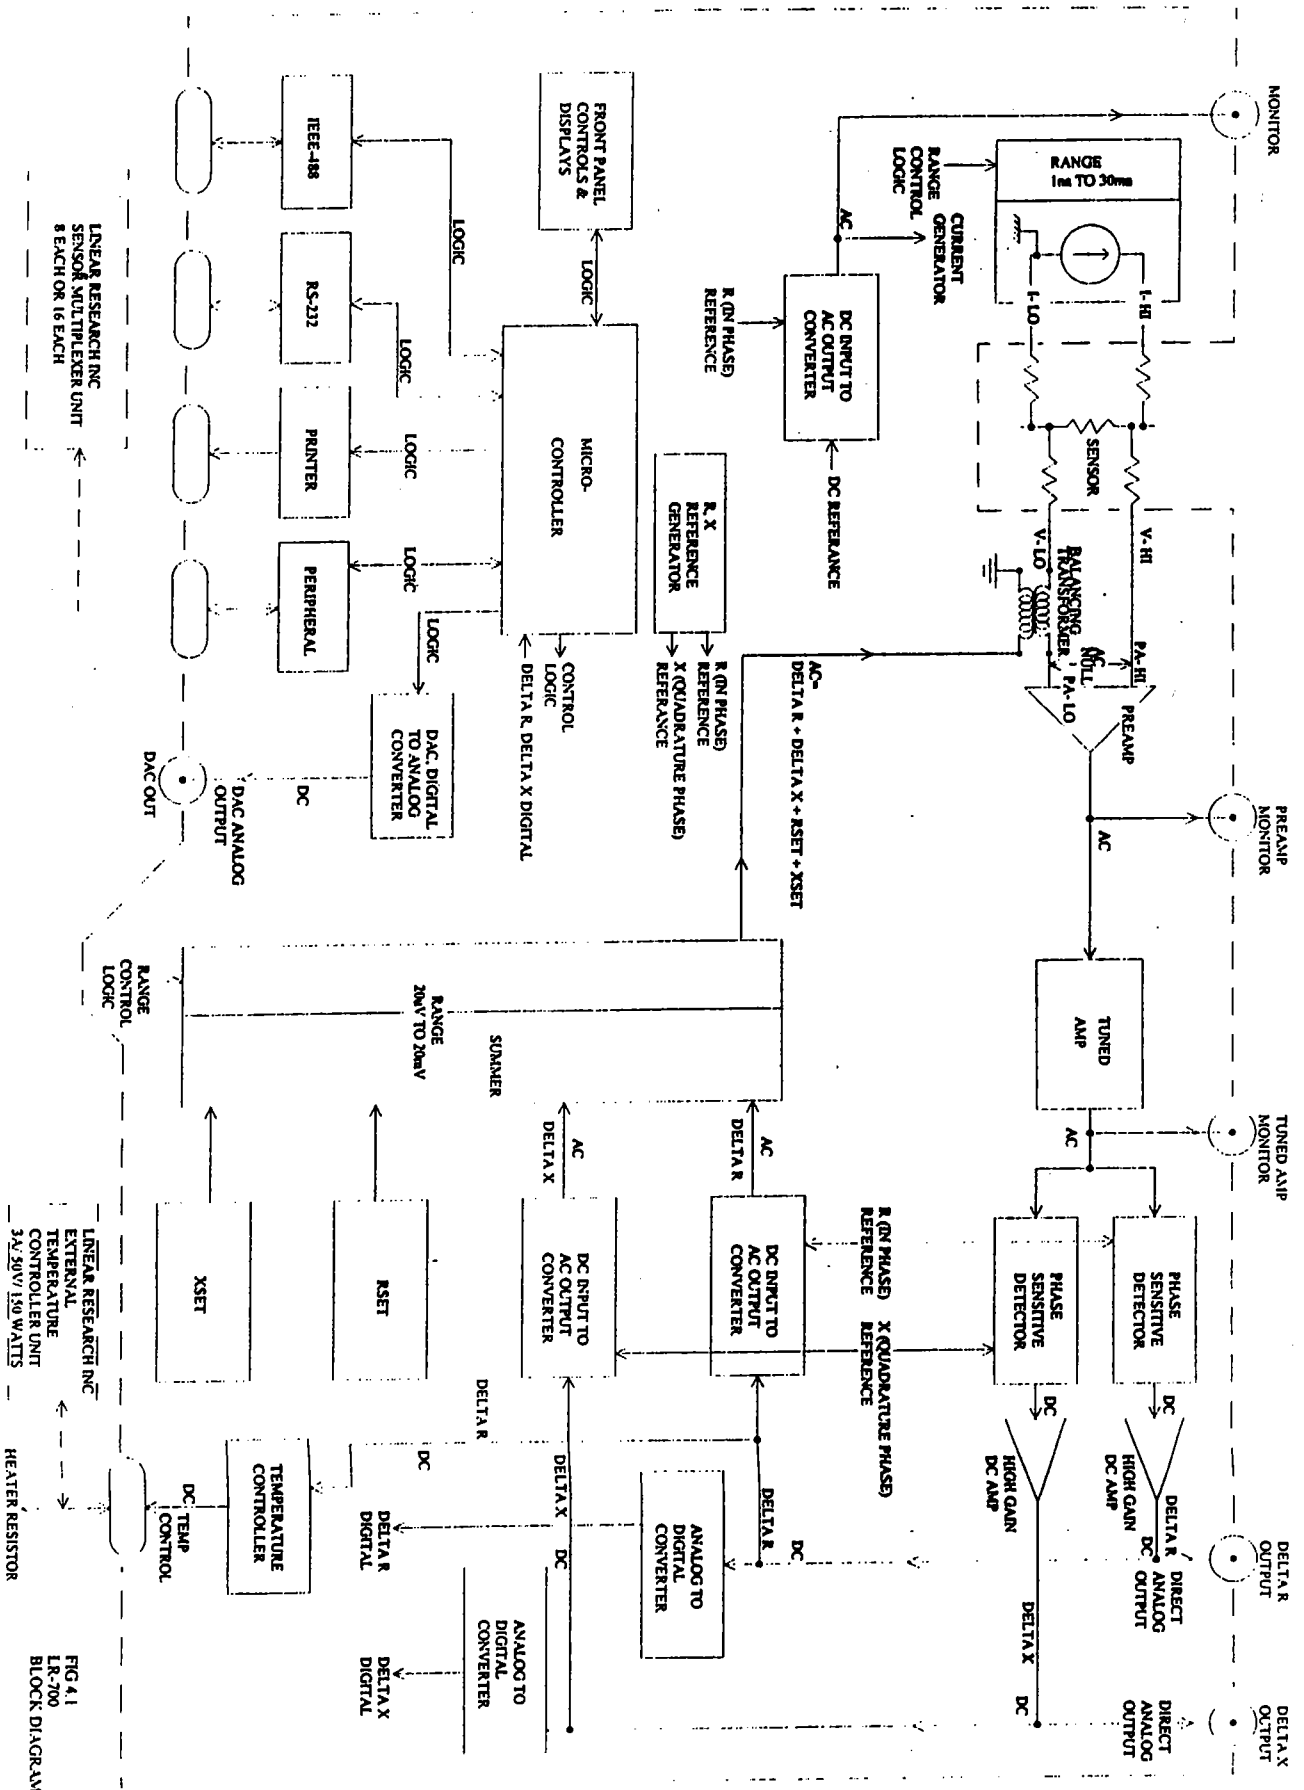 MONITOR
PREAMP
MONITOR
TUNED AMP
MONITOR
DELTA R
OUTPUT
DELTA X
OUTPUT
RANGE
1na TO 30ma
RANGE
CONTROL
LOGIC
CURRENT
GENERATOR
I- LO
I- HI
SENSOR
V- HI
V- LO
BALANCING
TRANSFORMER
AC
NULL
PA- HI
PA- LO
PREAMP
AC
TUNED
AMP
AC
PHASE
SENSITIVE
DETECTOR
PHASE
SENSITIVE
DETECTOR
DC
DC
HIGH GAIN
DC AMP
HIGH GAIN
DC AMP
DELTA R
DC
DIRECT
ANALOG
OUTPUT
DELTA X
DC
DIRECT
ANALOG
OUTPUT
AC
DC INPUT TO
AC OUTPUT
CONVERTER
R (IN PHASE)
REFERENCE
DC REFERANCE
R, X
REFERENCE
GENERATOR
R (IN PHASE)
REFERENCE
X (QUADRATURE PHASE)
REFERANCE
AC=
DELTA R + DELTA X + RSET + XSET
R (IN PHASE)
REFERENCE
X (QUADRATURE PHASE)
REFERENCE
FRONT PANEL
CONTROLS &
DISPLAYS
LOGIC
MICRO-
CONTROLLER
CONTROL
LOGIC
DELTA R, DELTA X DIGITAL
LOGIC
LOGIC
LOGIC
LOGIC
LOGIC
IEEE-488
RS-232
PRINTER
PERIPHERAL
DAC, DIGITAL
TO ANALOG
CONVERTER
DC
DAC ANALOG
OUTPUT
DAC OUT
SUMMER
RANGE
20uV TO 20mV
RANGE
CONTROL
LOGIC
AC
DELTA R
AC
DELTA X
DC INPUT TO
AC OUTPUT
CONVERTER
DC INPUT TO
AC OUTPUT
CONVERTER
RSET
XSET
DELTA R
DC
DELTA X
DC
DELTA R
DC
ANALOG TO
DIGITAL
CONVERTER
ANALOG TO
DIGITAL
CONVERTER
DELTA R
DIGITAL
DELTA X
DIGITAL
TEMPERATURE
CONTROLLER
DC TEMP
CONTROL
LINEAR RESEARCH INC
SENSOR MULTIPLEXER UNIT
8 EACH OR 16 EACH
LINEAR RESEARCH INC
EXTERNAL
TEMPERATURE
CONTROLLER UNIT
3A/ 50V/ 150 WATTS
HEATER RESISTOR
FIG 4.1
LR-700
BLOCK DIAGRAM